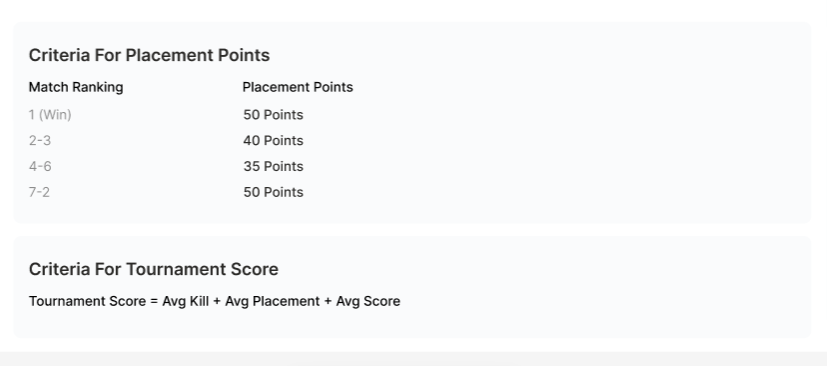 Criteria For Placement Points
Match Ranking Placement Points
1 (Win) 50 Points
2-3 40 Points
4-6 35 Points
7-2 50 Points
Criteria For Tournament Score
Tournament Score = Avg Kill + Avg Placement + Avg Score